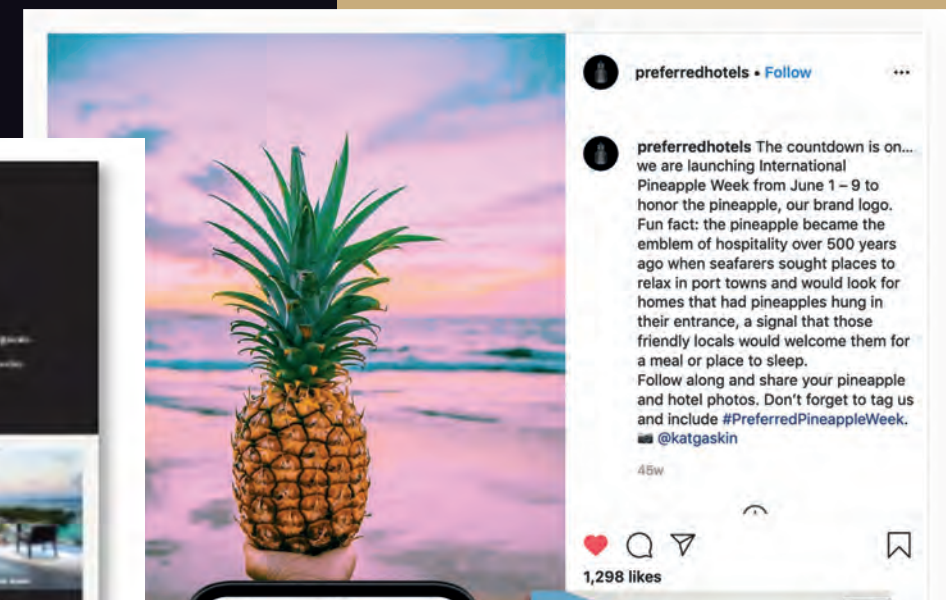 preferredhotels • Follow
preferredhotels The countdown is on...
we are launching International
Pineapple Week from June 1 – 9 to
honor the pineapple, our brand logo.
Fun fact: the pineapple became the
emblem of hospitality over 500 years
ago when seafarers sought places to
relax in port towns and would look for
homes that had pineapples hung in
their entrance, a signal that those
friendly locals would welcome them for
a meal or place to sleep.
Follow along and share your pineapple
and hotel photos. Don't forget to tag us
and include #PreferredPineappleWeek.
📷 @katgaskin
45w
1,298 likes